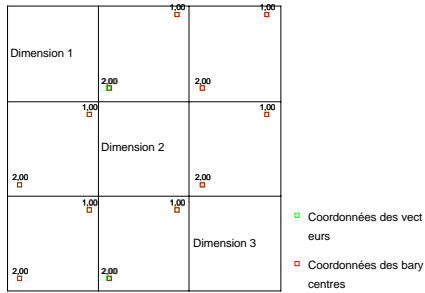 1,00 1,00
Dimension 1
2,00 2,00
1,00 1,00
Dimension 2
2,00 2,00
1,00 1,00
Coordonnées des vect
eurs
Dimension 3
Coordonnées des bary
centres
2,00 2,00